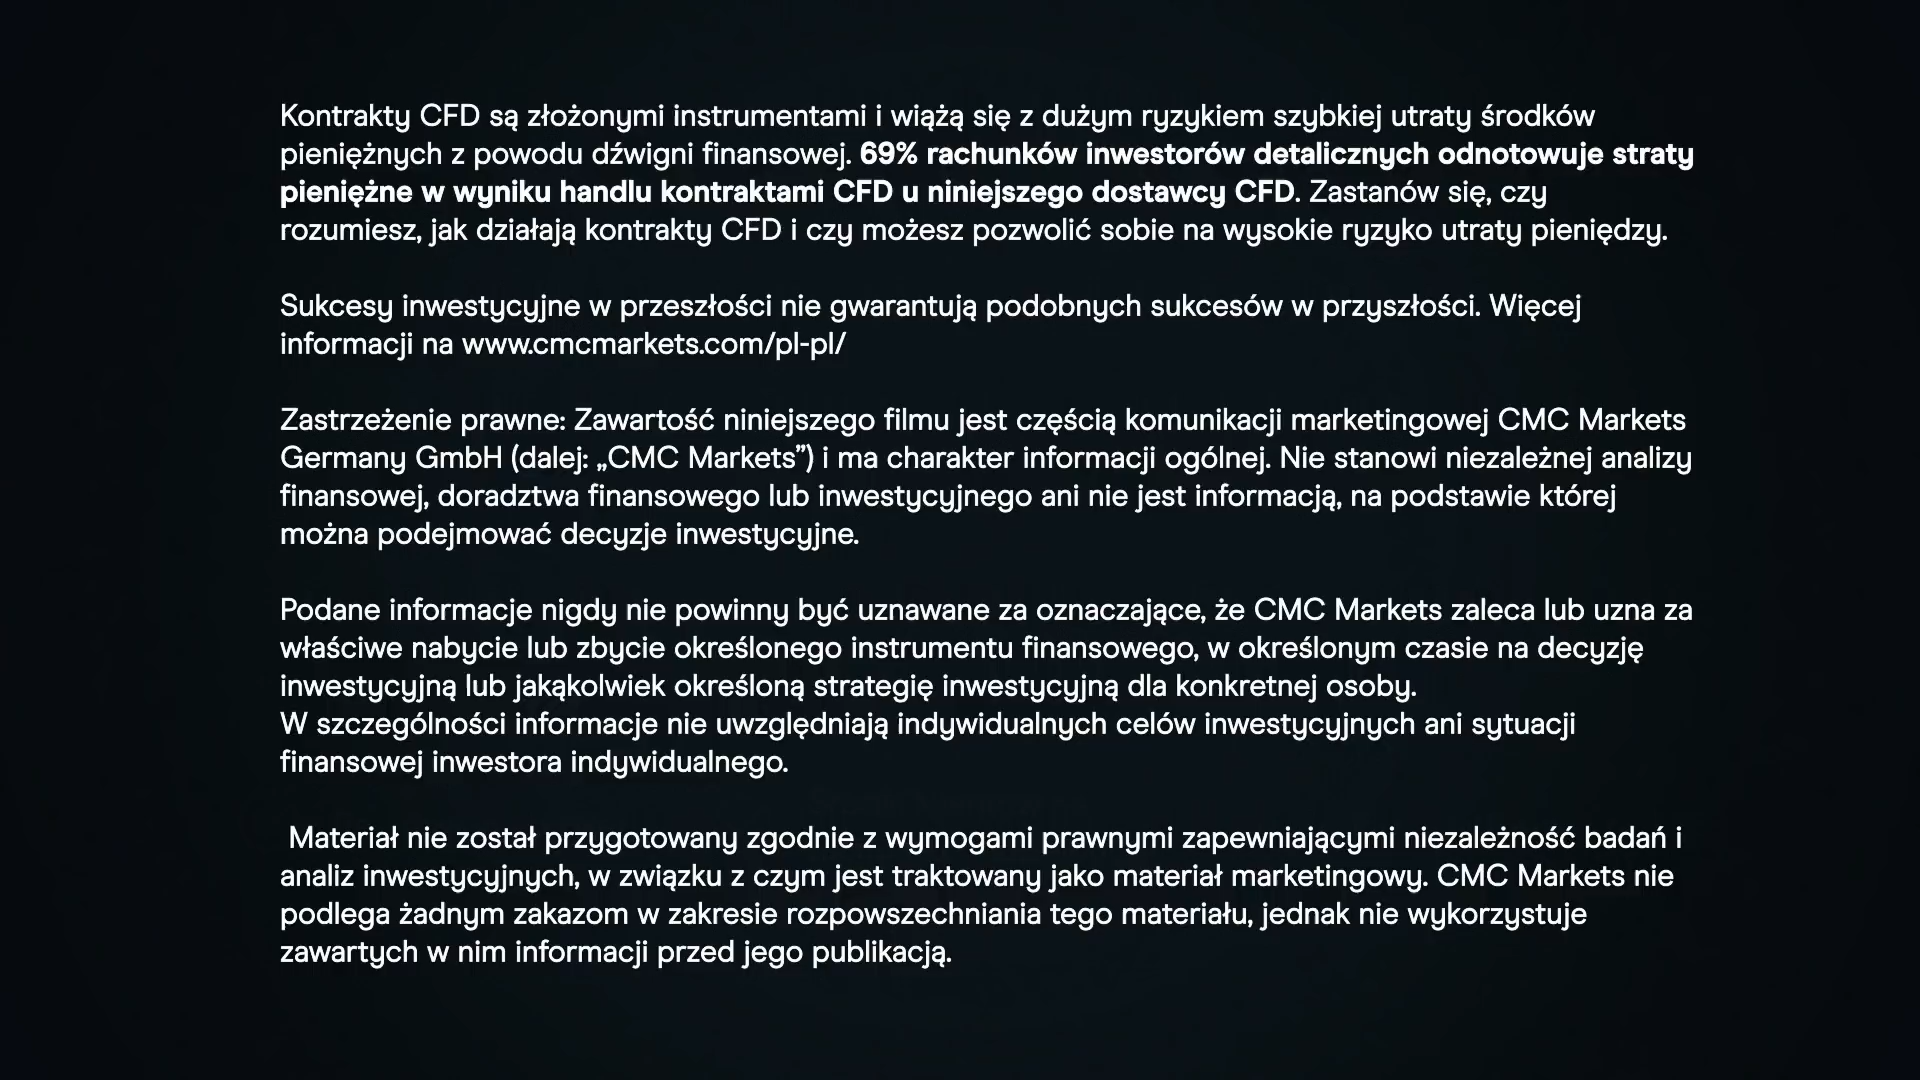 Kontrakty CFD są złożonymi instrumentami i wiążą się z dużym ryzykiem szybkiej utraty środków
pieniężnych z powodu dźwigni finansowej. 69% rachunków inwestorów detalicznych odnotowuje straty
pieniężne w wyniku handlu kontraktami CFD u niniejszego dostawcy CFD. Zastanów się, czy
rozumiesz, jak działają kontrakty CFD i czy możesz pozwolić sobie na wysokie ryzyko utraty pieniędzy.
Sukcesy inwestycyjne w przeszłości nie gwarantują podobnych sukcesów w przyszłości. Więcej
informacji na www.cmcmarkets.com/pl-pl/
Zastrzeżenie prawne: Zawartość niniejszego filmu jest częścią komunikacji marketingowej CMC Markets
Germany GmbH (dalej: „CMC Markets”) i ma charakter informacji ogólnej. Nie stanowi niezależnej analizy
finansowej, doradztwa finansowego lub inwestycyjnego ani nie jest informacją, na podstawie której
można podejmować decyzje inwestycyjne.
Podane informacje nigdy nie powinny być uznawane za oznaczające, że CMC Markets zaleca lub uzna za
właściwe nabycie lub zbycie określonego instrumentu finansowego, w określonym czasie na decyzję
inwestycyjną lub jakąkolwiek określoną strategię inwestycyjną dla konkretnej osoby.
W szczególności informacje nie uwzględniają indywidualnych celów inwestycyjnych ani sytuacji
finansowej inwestora indywidualnego.
Materiał nie został przygotowany zgodnie z wymogami prawnymi zapewniającymi niezależność badań i
analiz inwestycyjnych, w związku z czym jest traktowany jako materiał marketingowy. CMC Markets nie
podlega żadnym zakazom w zakresie rozpowszechniania tego materiału, jednak nie wykorzystuje
zawartych w nim informacji przed jego publikacją.